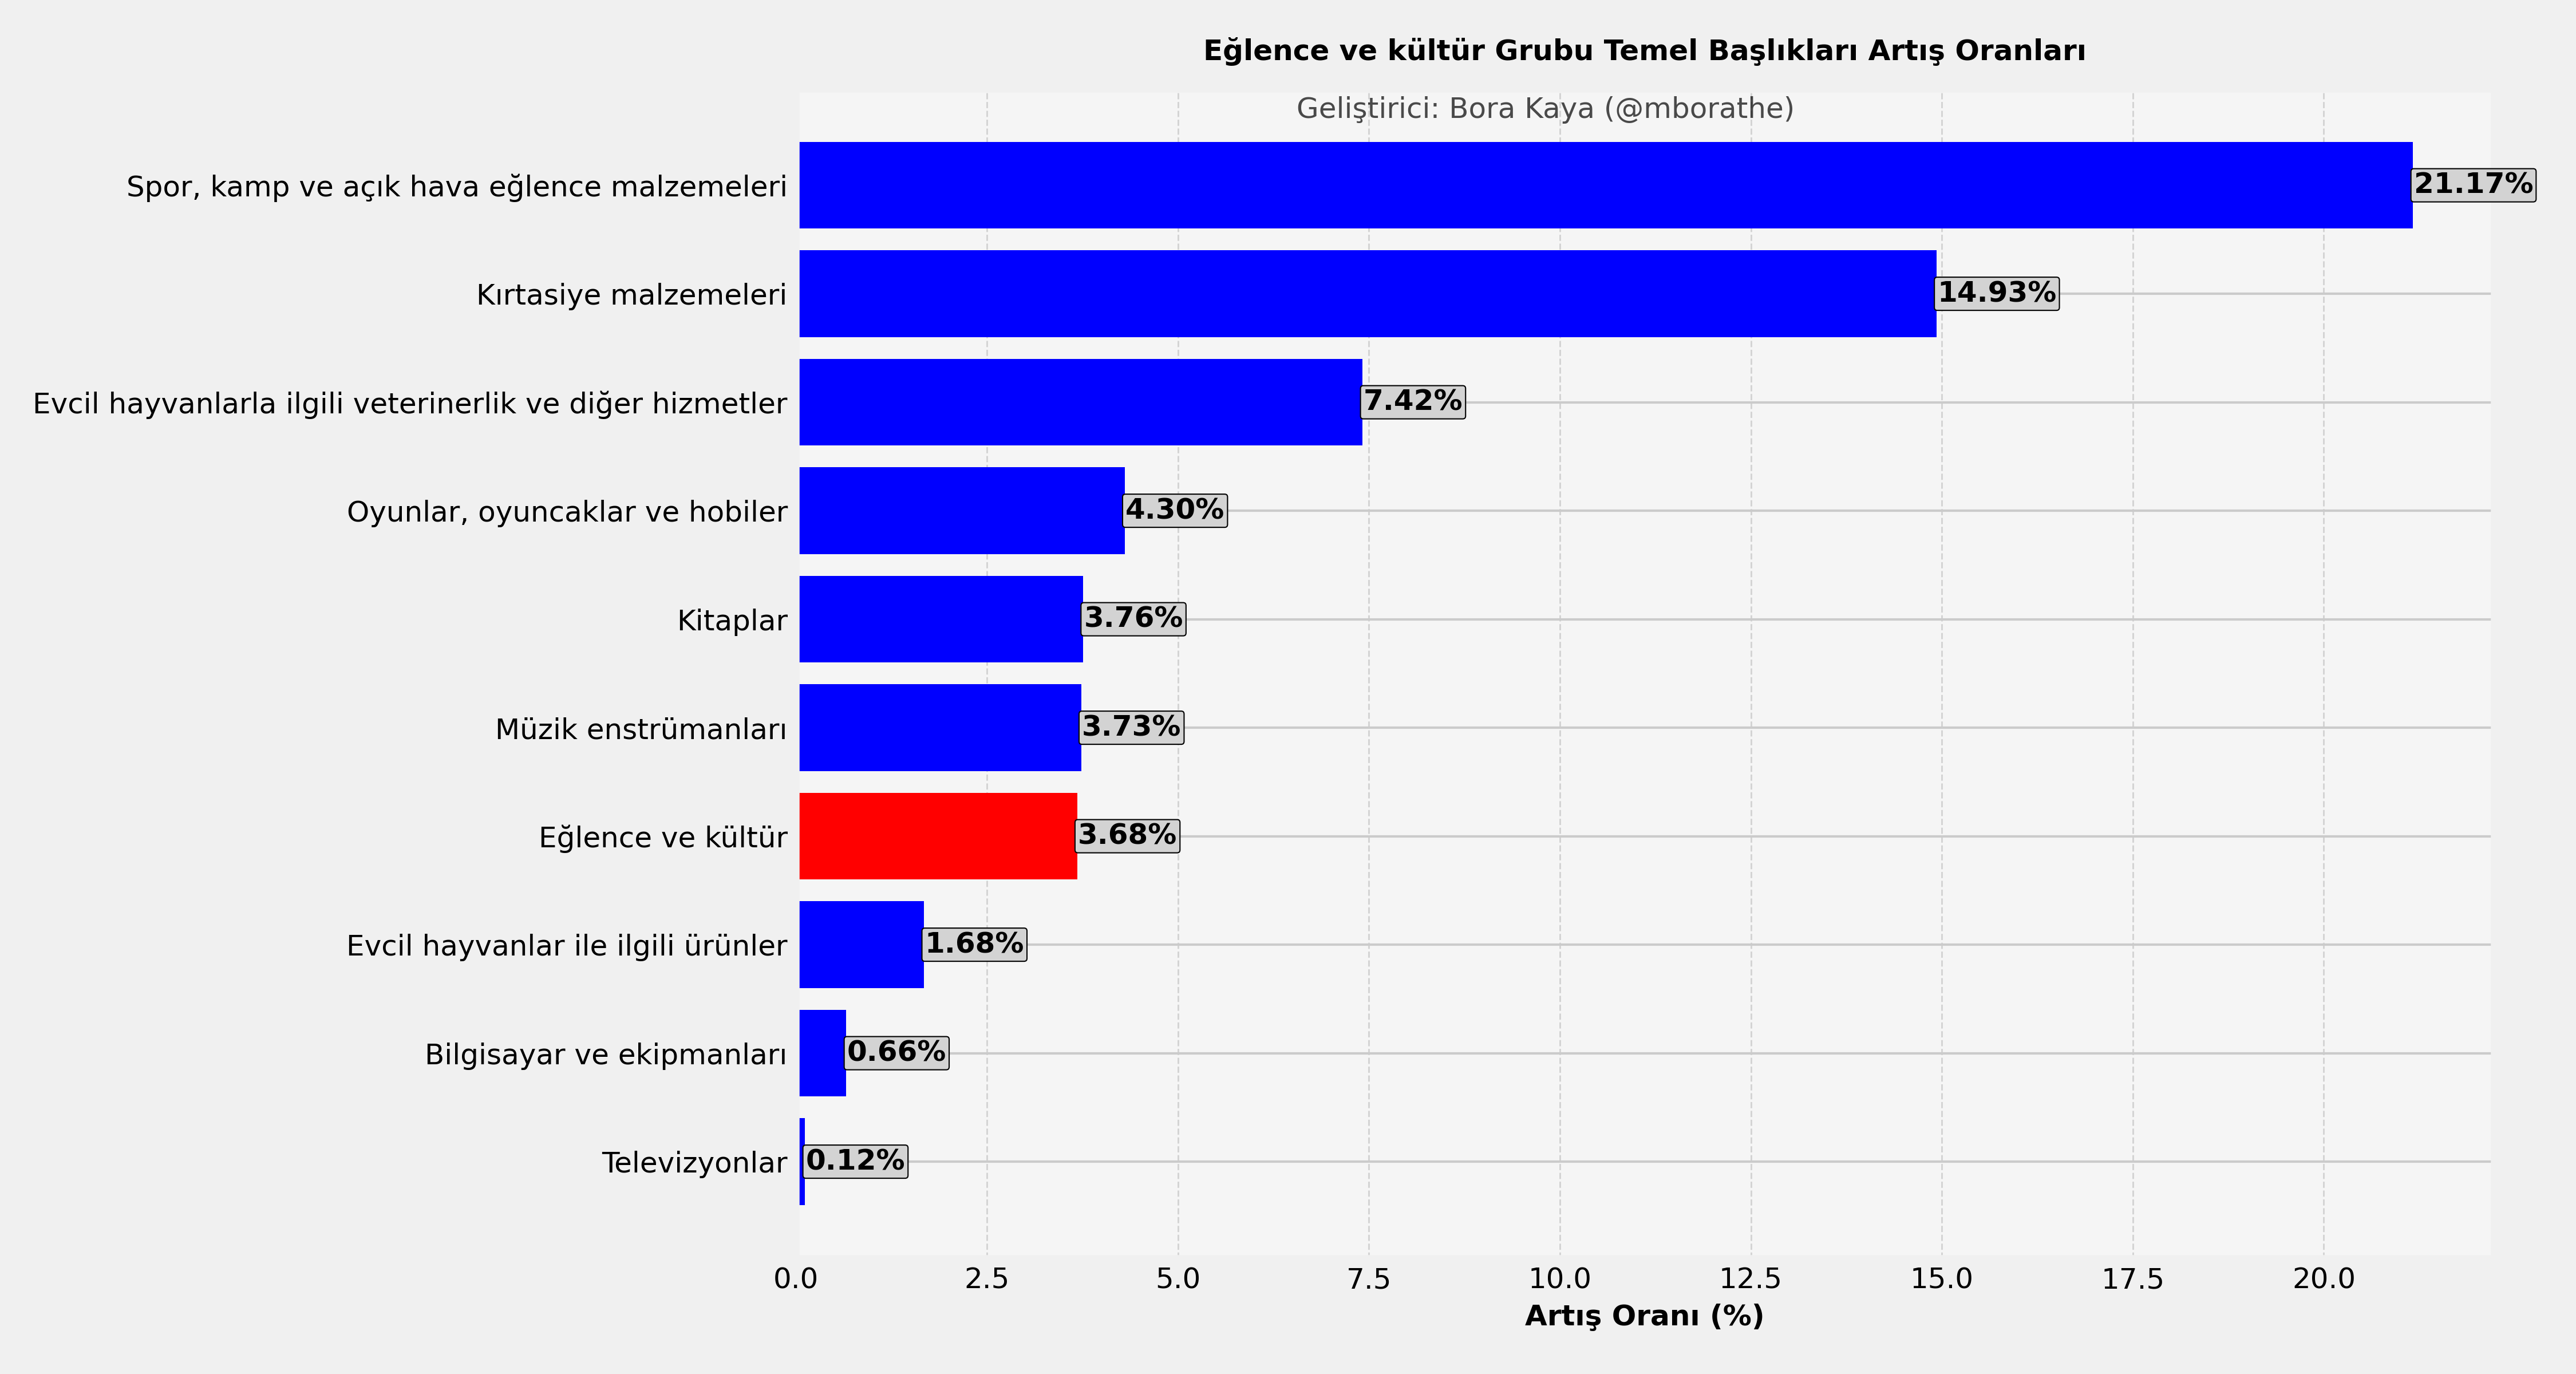 Eğlence ve kültür Grubu Temel Başlıkları Artış Oranları
Geliştirici: Bora Kaya (@mborathe)
Spor, kamp ve açık hava eğlence malzemeleri 21.17%
Kırtasiye malzemeleri 14.93%
Evcil hayvanlarla ilgili veterinerlik ve diğer hizmetler 7.42%
Oyunlar, oyuncaklar ve hobiler 4.30%
Kitaplar 3.76%
Müzik enstrümanları 3.73%
Eğlence ve kültür 3.68%
Evcil hayvanlar ile ilgili ürünler 1.68%
Bilgisayar ve ekipmanları 0.66%
Televizyonlar 0.12%
0.0 2.5 5.0 7.5 10.0 12.5 15.0 17.5 20.0
Artış Oranı (%)